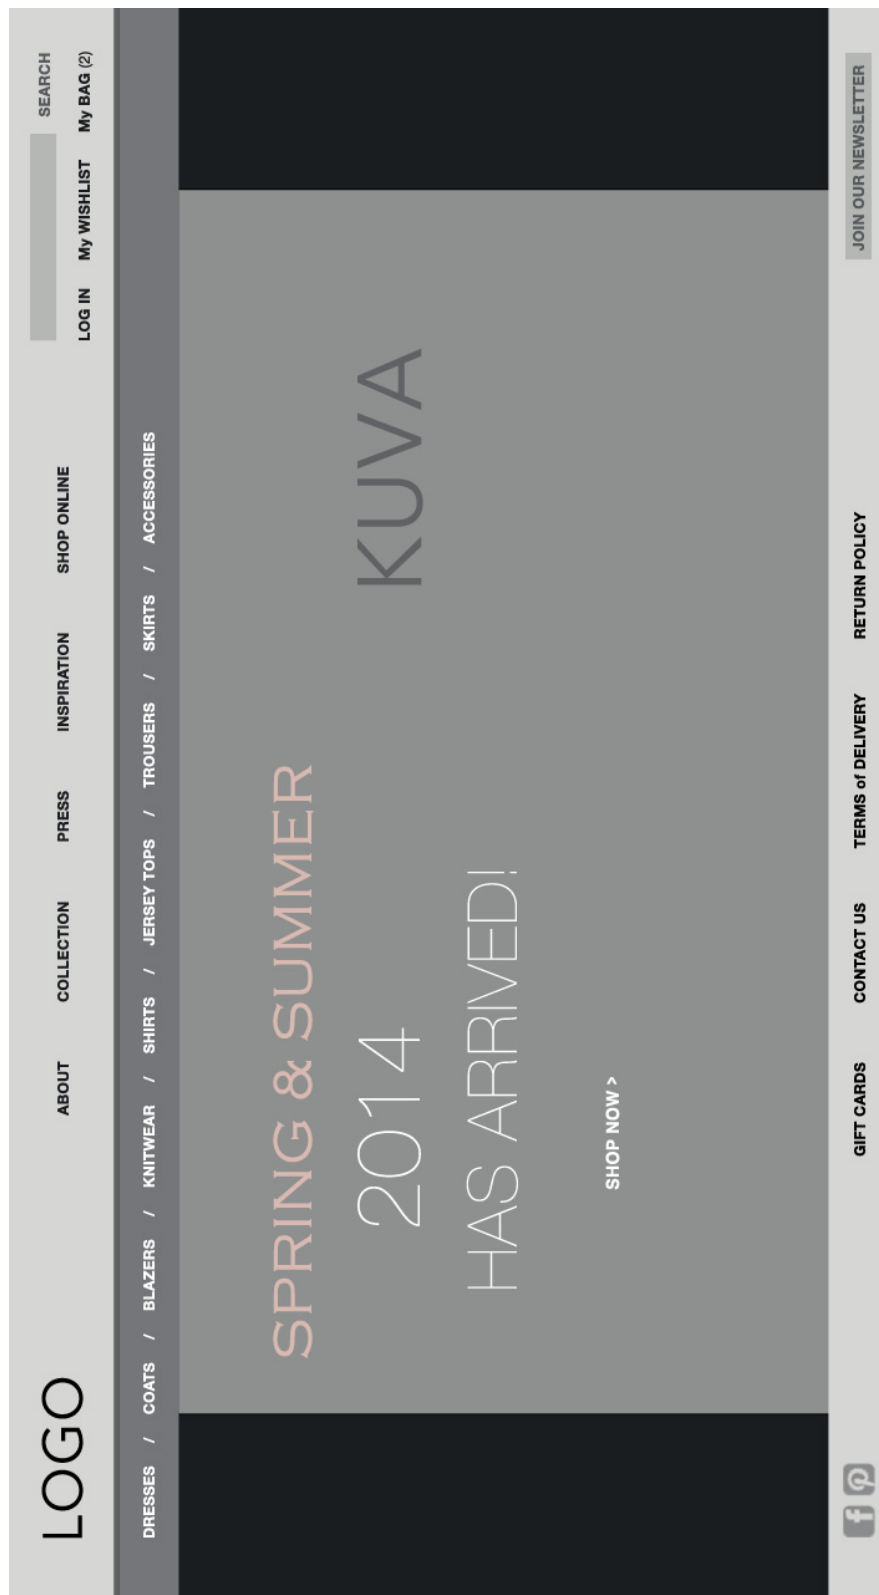 LOGO
ABOUT COLLECTION PRESS INSPIRATION SHOP ONLINE
SEARCH
LOG IN My WISHLIST My BAG (2)
DRESSES / COATS / BLAZERS / KNITWEAR / SHIRTS / JERSEY TOPS / TROUSERS / SKIRTS / ACCESSORIES
SPRING & SUMMER
2014
HAS ARRIVED!
KUVA
SHOP NOW >
GIFT CARDS CONTACT US TERMS of DELIVERY RETURN POLICY JOIN OUR NEWSLETTER